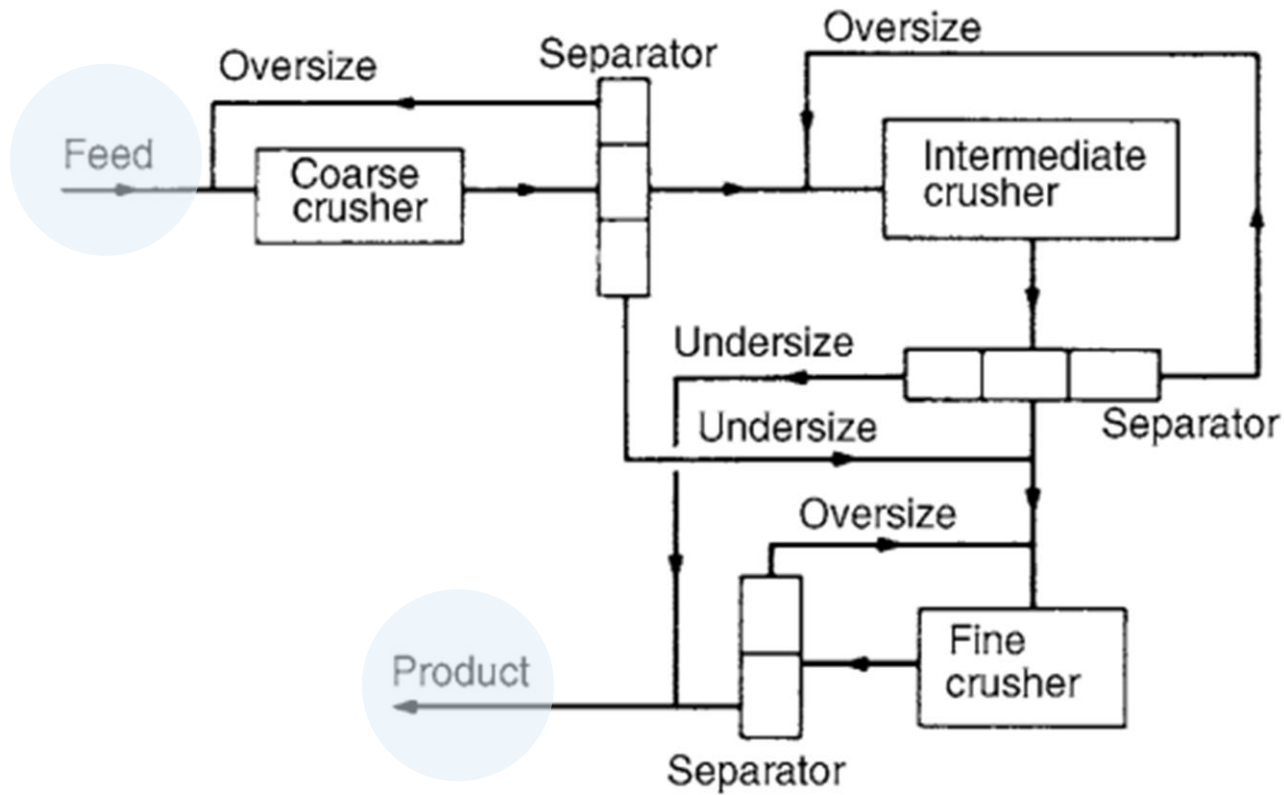 Oversize
Separator
Oversize
Feed
Coarse
crusher
Intermediate
crusher
Undersize
Undersize
Separator
Oversize
Fine
crusher
Product
Separator